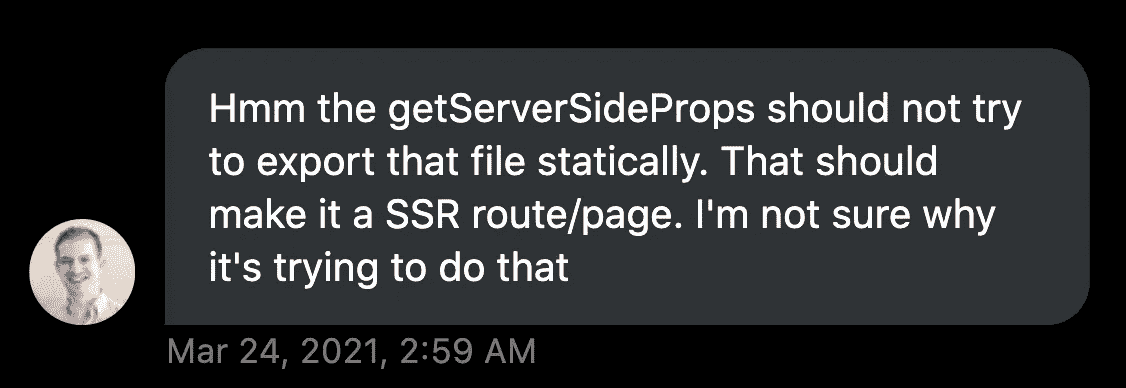 Hmm the getServerSideProps should not try
to export that file statically. That should
make it a SSR route/page. I'm not sure why
it's trying to do that
Mar 24, 2021, 2:59 AM